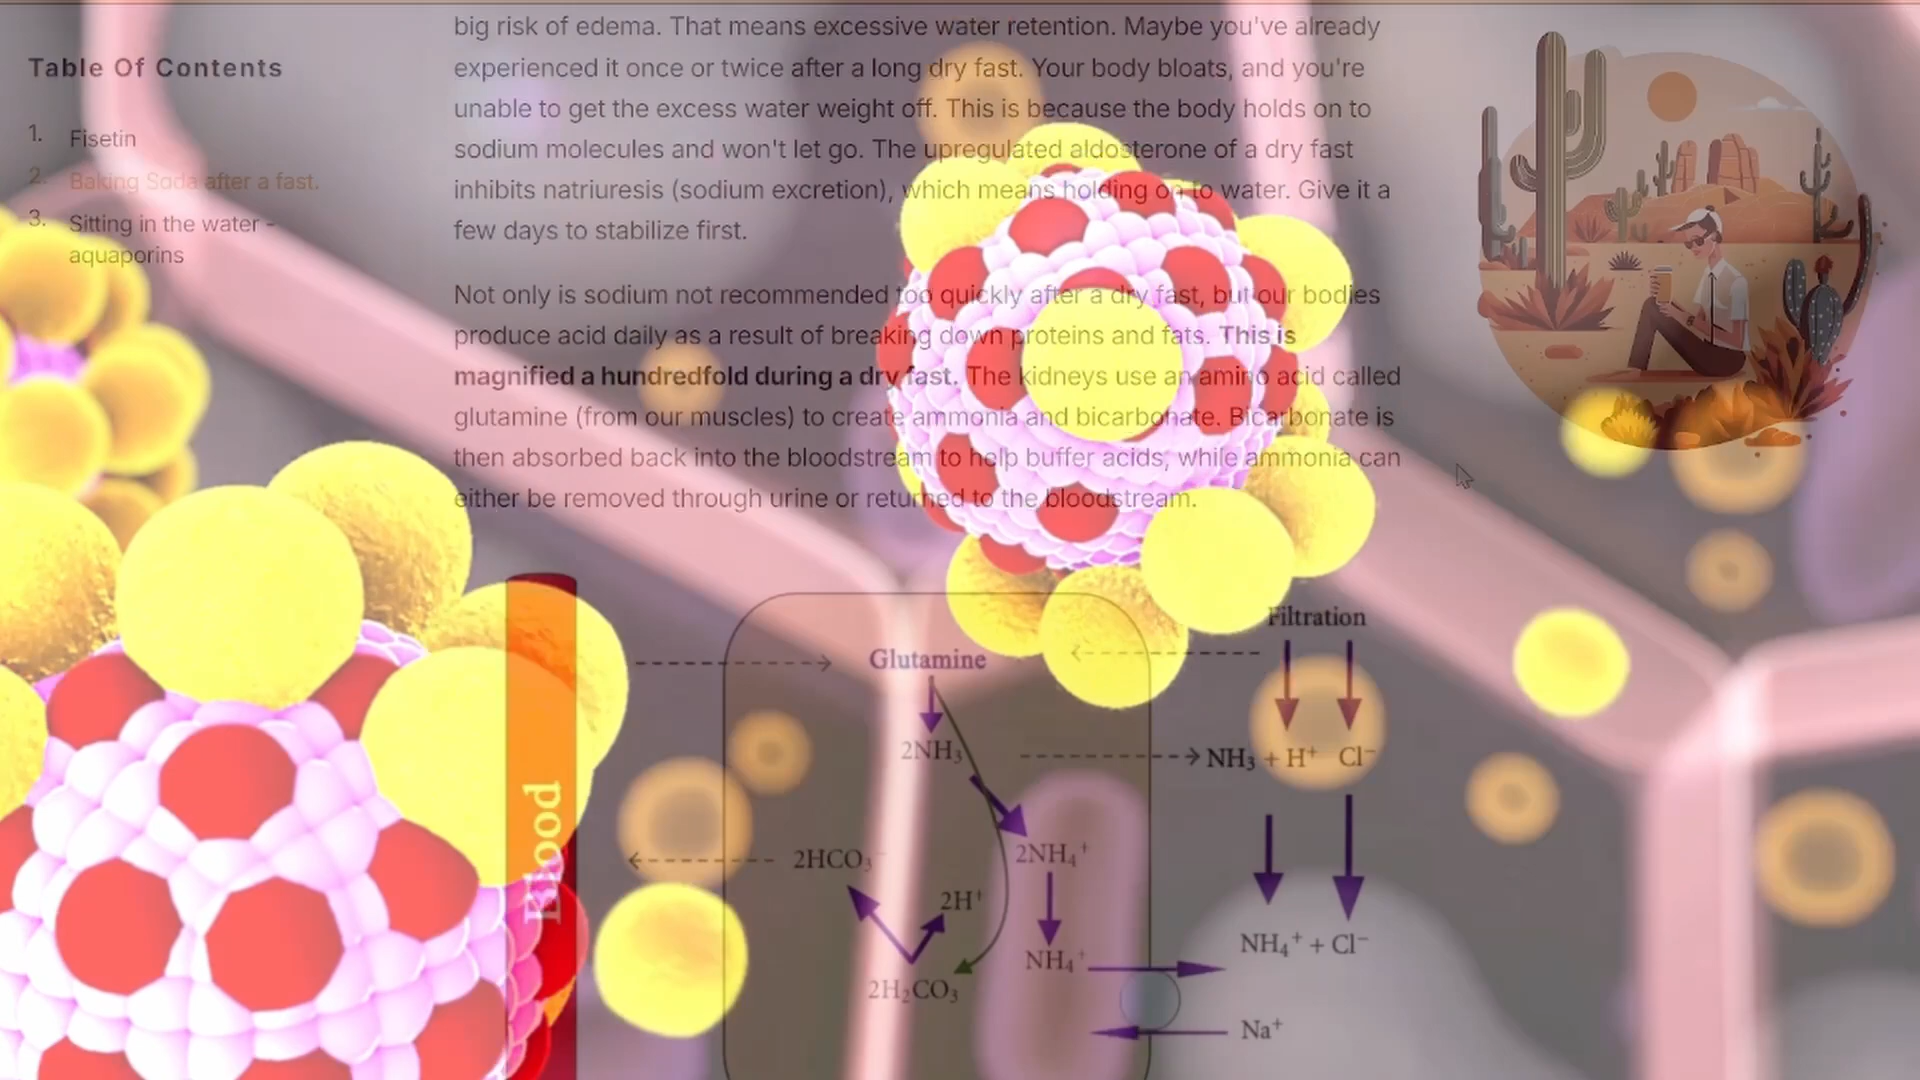 Table Of Contents
1. Fisetin
2. Baking Soda after a fast.
3. Sitting in the water -
aquaporins
big risk of edema. That means excessive water retention. Maybe you've already
experienced it once or twice after a long dry fast. Your body bloats, and you're
unable to get the excess water weight off. This is because the body holds on to
sodium molecules and won't let go. The upregulated aldosterone of a dry fast
inhibits natriuresis (sodium excretion), which means holding on to water. Give it a
few days to stabilize first.
Not only is sodium not recommended too quickly after a dry fast, but our bodies
produce acid daily as a result of breaking down proteins and fats. This is
magnified a hundredfold during a dry fast. The kidneys use an amino acid called
glutamine (from our muscles) to create ammonia and bicarbonate. Bicarbonate is
then absorbed back into the bloodstream to help buffer acids, while ammonia can
either be removed through urine or returned to the bloodstream.
Filtration
Glutamine
2NH₃
NH₃ + H⁺ Cl⁻
2HCO₃⁻
2NH₄⁺
2H⁺
Blood
NH₄⁺ + Cl⁻
NH₄⁺
2H₂CO₃
Na⁺